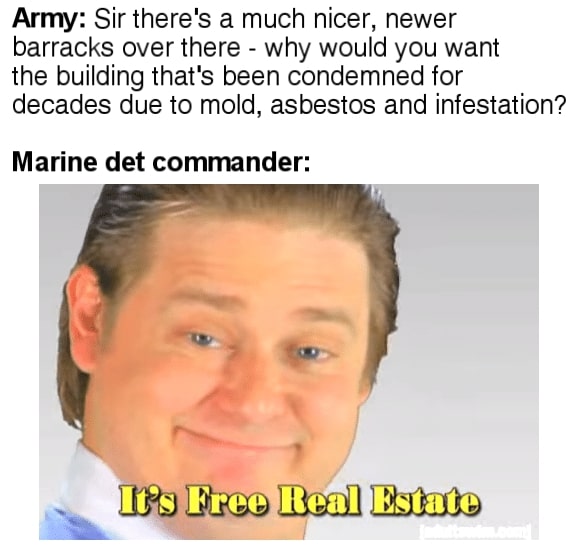 Army: Sir there's a much nicer, newer
barracks over there - why would you want
the building that's been condemned for
decades due to mold, asbestos and infestation?
Marine det commander:
It's Free Real Estate